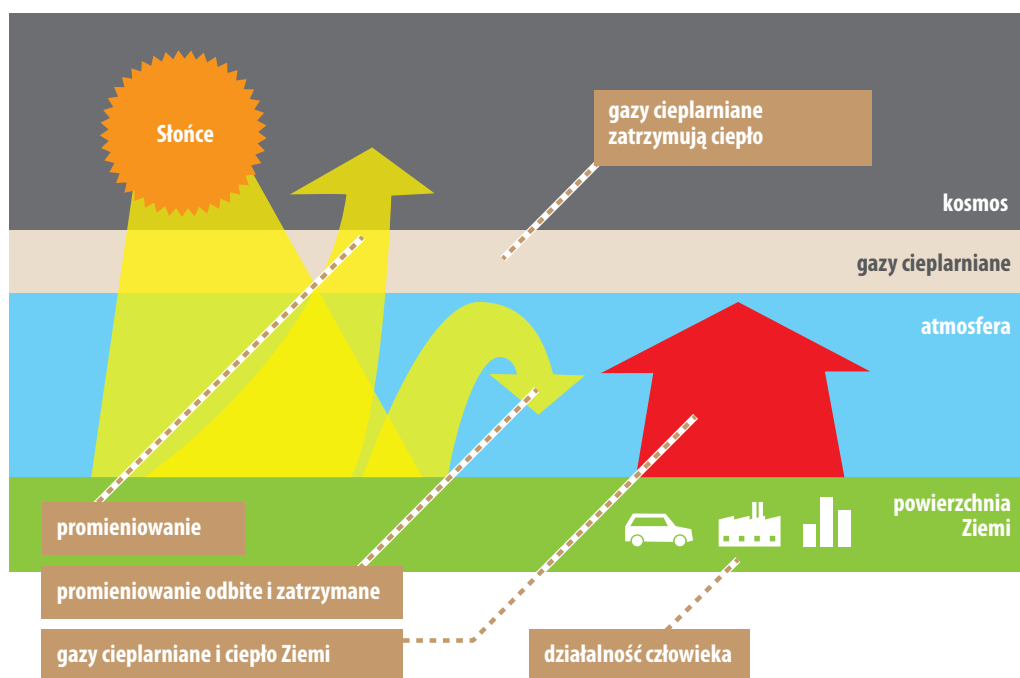 Słońce
gazy cieplarniane
zatrzymują ciepło
kosmos
gazy cieplarniane
atmosfera
powierzchnia
Ziemi
promieniowanie
promieniowanie odbite i zatrzymane
gazy cieplarniane i ciepło Ziemi
działalność człowieka